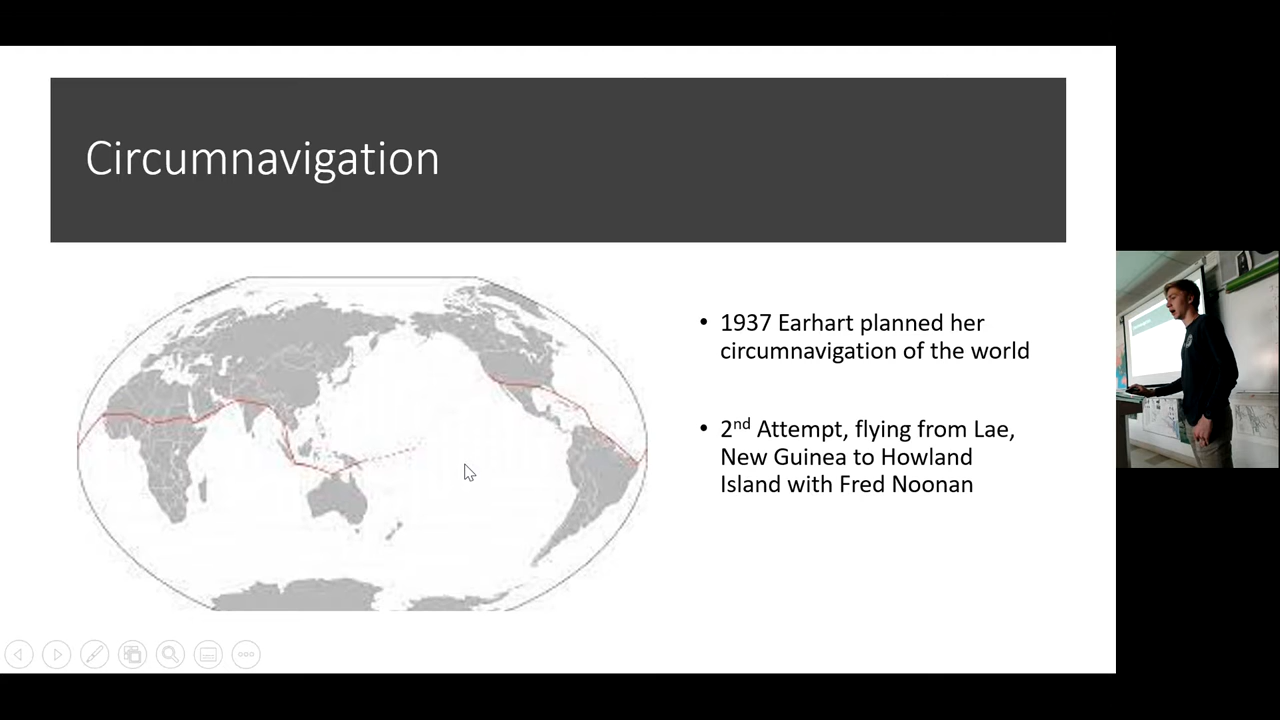 Circumnavigation
• 1937 Earhart planned her
circumnavigation of the world
• 2nd Attempt, flying from Lae,
New Guinea to Howland
Island with Fred Noonan